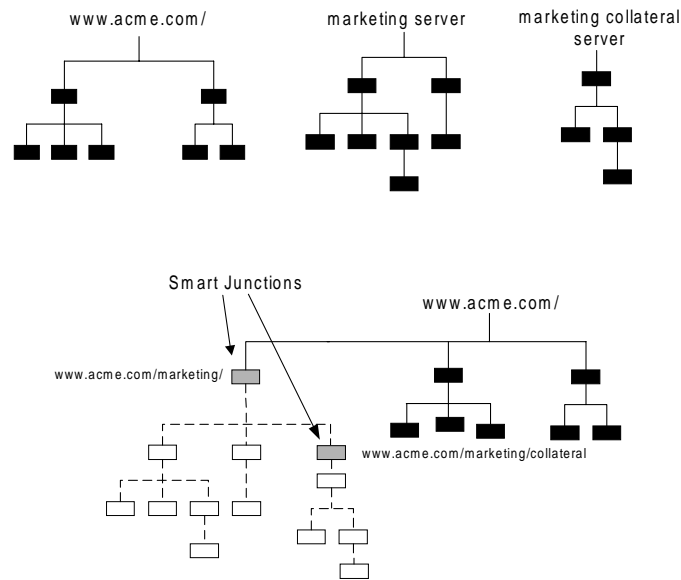 www.acme.com/
marketing server
marketing collateral
server
Smart Junctions
www.acme.com/
www.acme.com/marketing/
www.acme.com/marketing/collateral